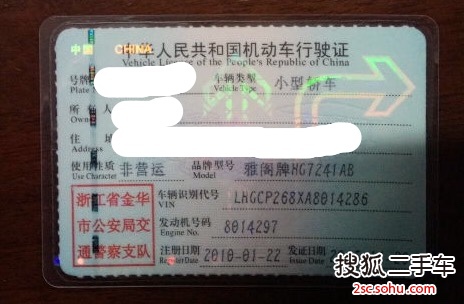 中国 CHINA
中华人民共和国机动车行驶证
Vehicle License of the People's Republic of China
号牌 车辆类型 小型轿车
Plate Vehicle Type
所 人
Owner
住 址
Address
使用性质 非营运 品牌型号 雅阁牌HG7241AB
Use Character
浙江省金华
市公安局交
通警察支队
车辆识别代号 LHGCP268XA8014286
VIN
发动机号码 8014297
Engine No.
注册日期 2010-01-22 发证日期
Register Date Issue Date
搜狐二手车
2sc.sohu.com